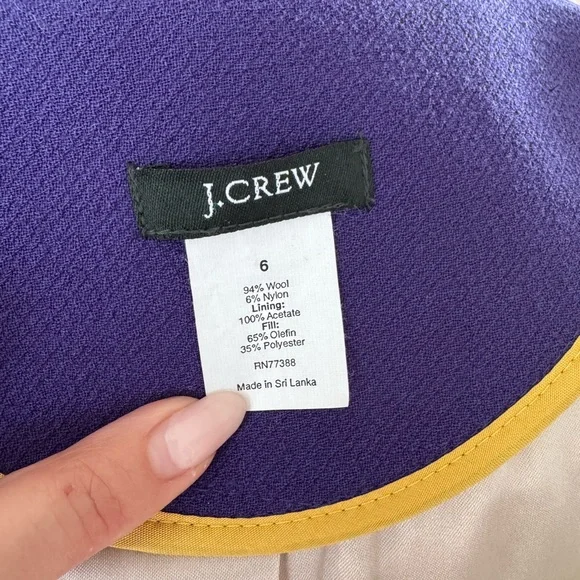 J.CREW
6
94% Wool
6% Nylon
Lining:
100% Acetate
Fill:
65% Olefin
35% Polyester
RN77388
Made in Sri Lanka